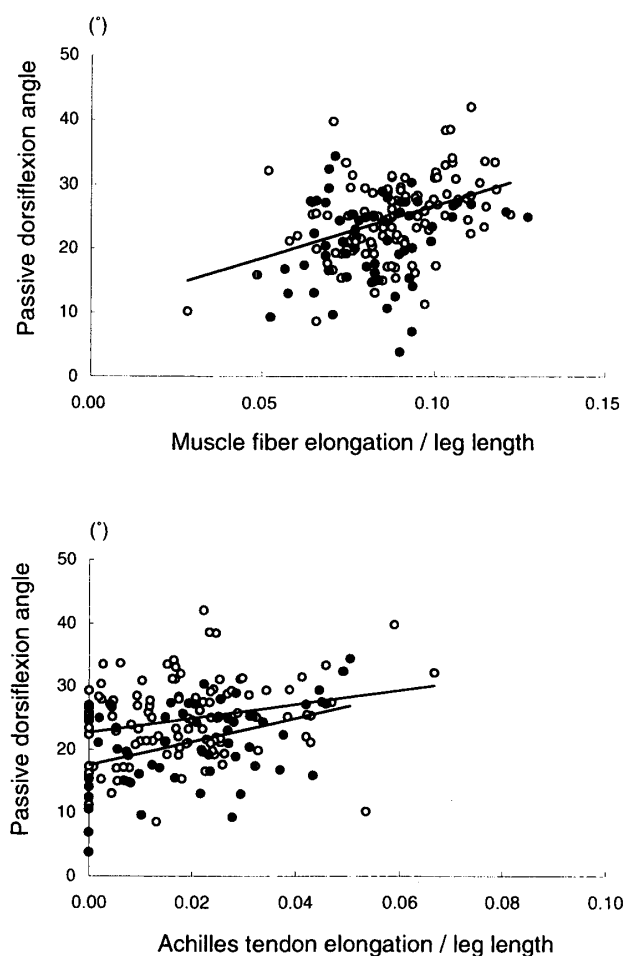 (°)
50
40
30
20
10
0
Passive dorsiflexion angle
0.00 0.05 0.10 0.15
Muscle fiber elongation / leg length
(°)
50
40
30
20
10
0
Passive dorsiflexion angle
0.00 0.02 0.04 0.06 0.08 0.10
Achilles tendon elongation / leg length